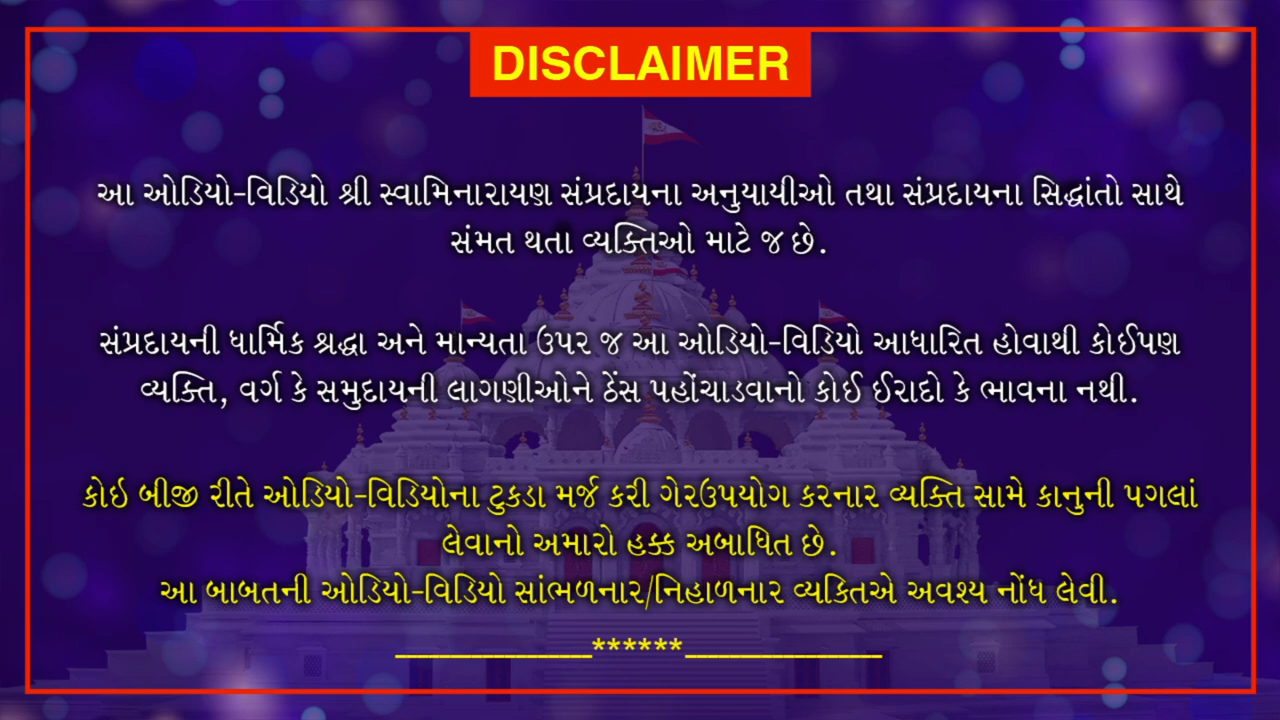 DISCLAIMER
આ ઓડિયો-વિડિયો શ્રી સ્વામિનારાયણ સંપ્રદાયના અનુયાયીઓ તથા સંપ્રદાયના સિદ્ધાંતો સાથે
સંમત થતા વ્યક્તિઓ માટે જ છે.
સંપ્રદાયની ધાર્મિક શ્રદ્ધા અને માન્યતા ઉપર જ આ ઓડિયો-વિડિયો આધારિત હોવાથી કોઈપણ
વ્યક્તિ, વર્ગ કે સમુદાયની લાગણીઓને ઠેંસ પહોંચાડવાનો કોઈ ઈરાદો કે ભાવના નથી.
કોઇ બીજી રીતે ઓડિયો-વિડિયોના ટુકડા મર્જ કરી ગેરઉપયોગ કરનાર વ્યક્તિ સામે કાનુની પગલાં
લેવાનો અમારો હક્ક અબાધિત છે.
આ બાબતની ઓડિયો-વિડિયો સાંભળનાર/નિહાળનાર વ્યકિતએ અવશ્ય નોંધ લેવી.
________________******________________